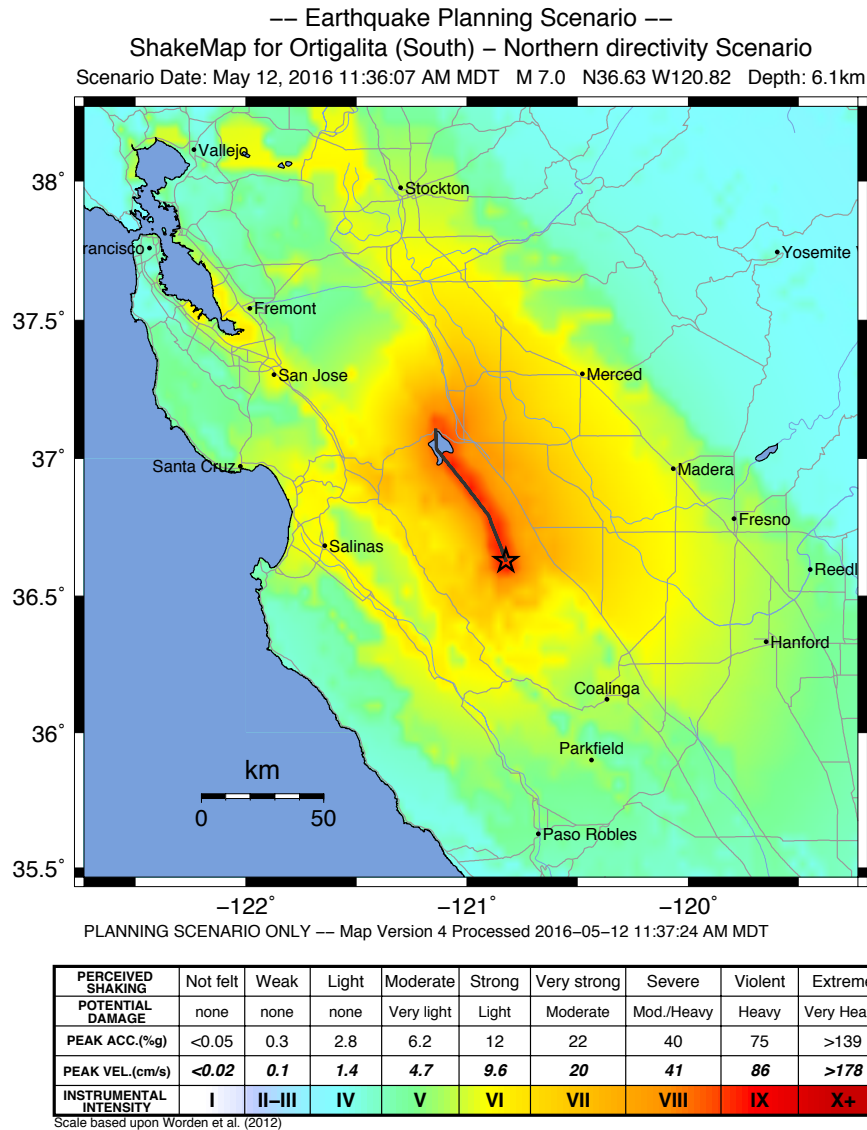 -- Earthquake Planning Scenario --
ShakeMap for Ortigalita (South) – Northern directivity Scenario
Scenario Date: May 12, 2016 11:36:07 AM MDT M 7.0 N36.63 W120.82 Depth: 6.1km
38˚
37.5˚
37˚
36.5˚
36˚
35.5˚
Vallejo
Stockton
rancisco
Yosemite
Fremont
San Jose
Merced
Santa Cruz
Madera
Fresno
Salinas
Reedl
Hanford
Coalinga
Parkfield
Paso Robles
km
0 50
−122˚ −121˚ −120˚
PLANNING SCENARIO ONLY -- Map Version 4 Processed 2016−05−12 11:37:24 AM MDT
PERCEIVED SHAKING Not felt Weak Light Moderate Strong Very strong Severe Violent Extreme
POTENTIAL DAMAGE none none none Very light Light Moderate Mod./Heavy Heavy Very Hea
PEAK ACC.(%g) <0.05 0.3 2.8 6.2 12 22 40 75 >139
PEAK VEL.(cm/s) <0.02 0.1 1.4 4.7 9.6 20 41 86 >178
INSTRUMENTAL INTENSITY I II–III IV V VI VII VIII IX X+
Scale based upon Worden et al. (2012)